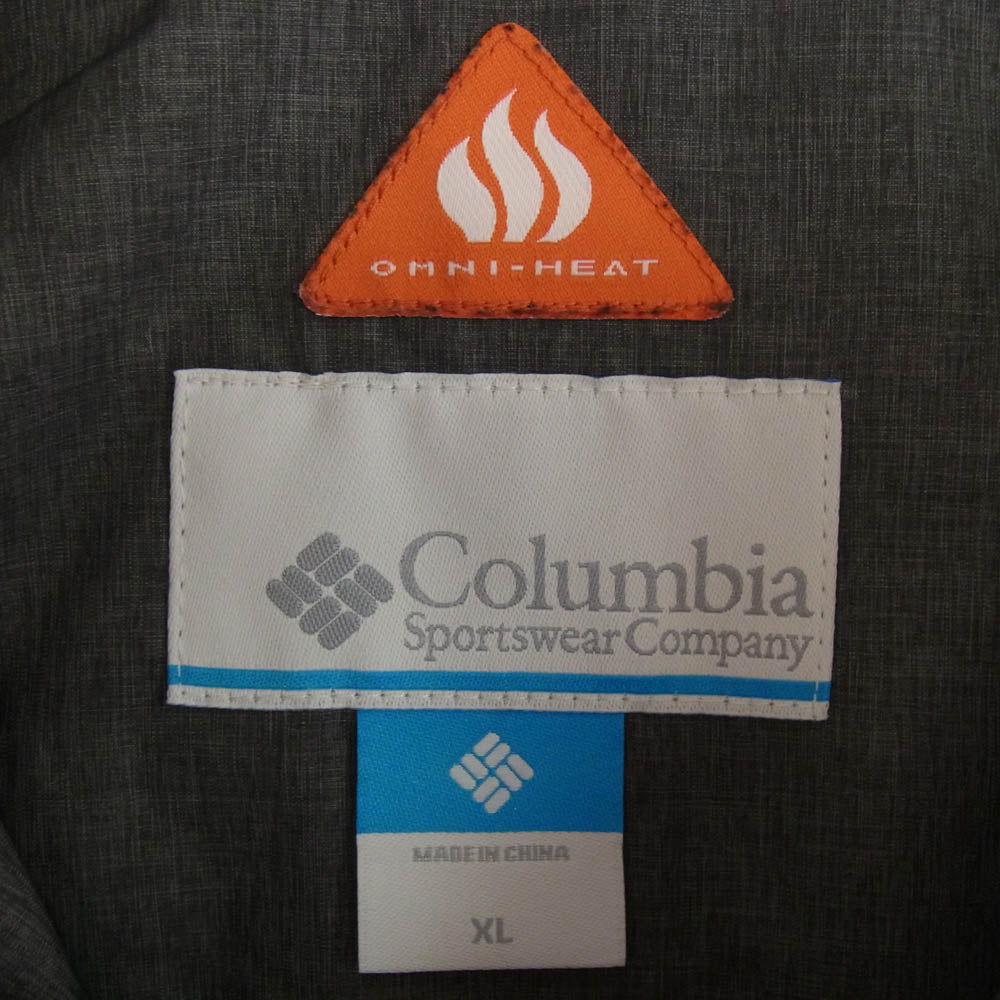 OMNI-HEAT
Columbia
Sportswear Company
MADE IN CHINA
XL